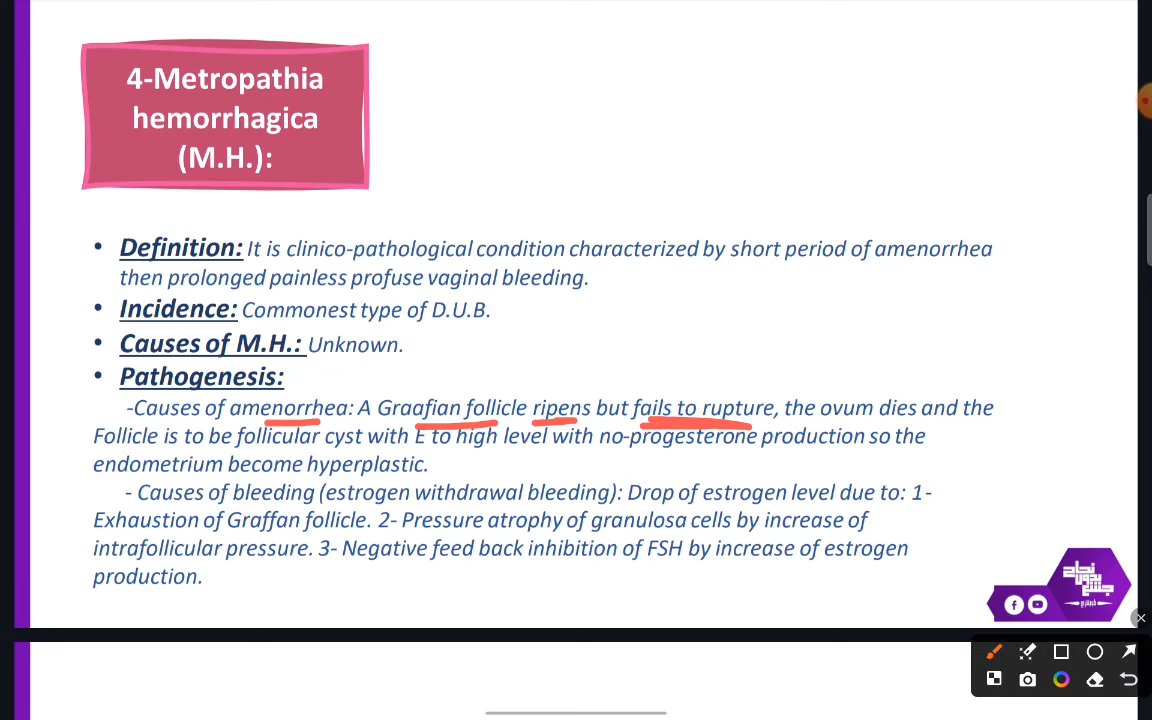 4-Metropathia
hemorrhagica
(M.H.):
• Definition: It is clinico-pathological condition characterized by short period of amenorrhea
then prolonged painless profuse vaginal bleeding.
• Incidence: Commonest type of D.U.B.
• Causes of M.H.: Unknown.
• Pathogenesis:
-Causes of amenorrhea: A Graafian follicle ripens but fails to rupture, the ovum dies and the
Follicle is to be follicular cyst with E to high level with no-progesterone production so the
endometrium become hyperplastic.
- Causes of bleeding (estrogen withdrawal bleeding): Drop of estrogen level due to: 1-
Exhaustion of Graffan follicle. 2- Pressure atrophy of granulosa cells by increase of
intrafollicular pressure. 3- Negative feed back inhibition of FSH by increase of estrogen
production.